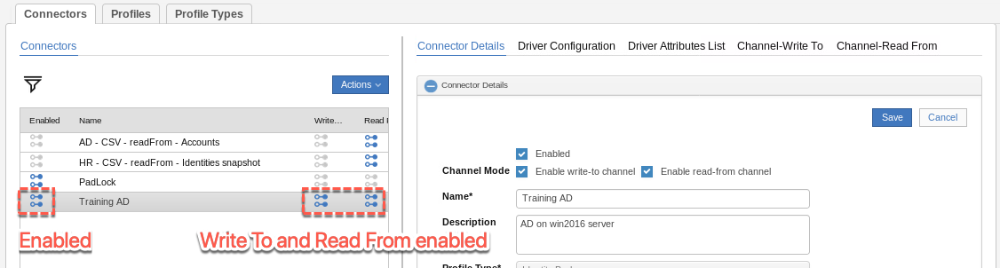 Connectors Profiles Profile Types
Connectors
Actions
Enabled Name Write... Read F
AD - CSV - readFrom - Accounts
HR - CSV - readFrom - Identities snapshot
PadLock
Training AD
Enabled Write To and Read From enabled
Connector Details Driver Configuration Driver Attributes List Channel-Write To Channel-Read From
Connector Details
Save Cancel
Enabled
Channel Mode Enable write-to channel Enable read-from channel
Name* Training AD
Description AD on win2016 server
Profile Type*